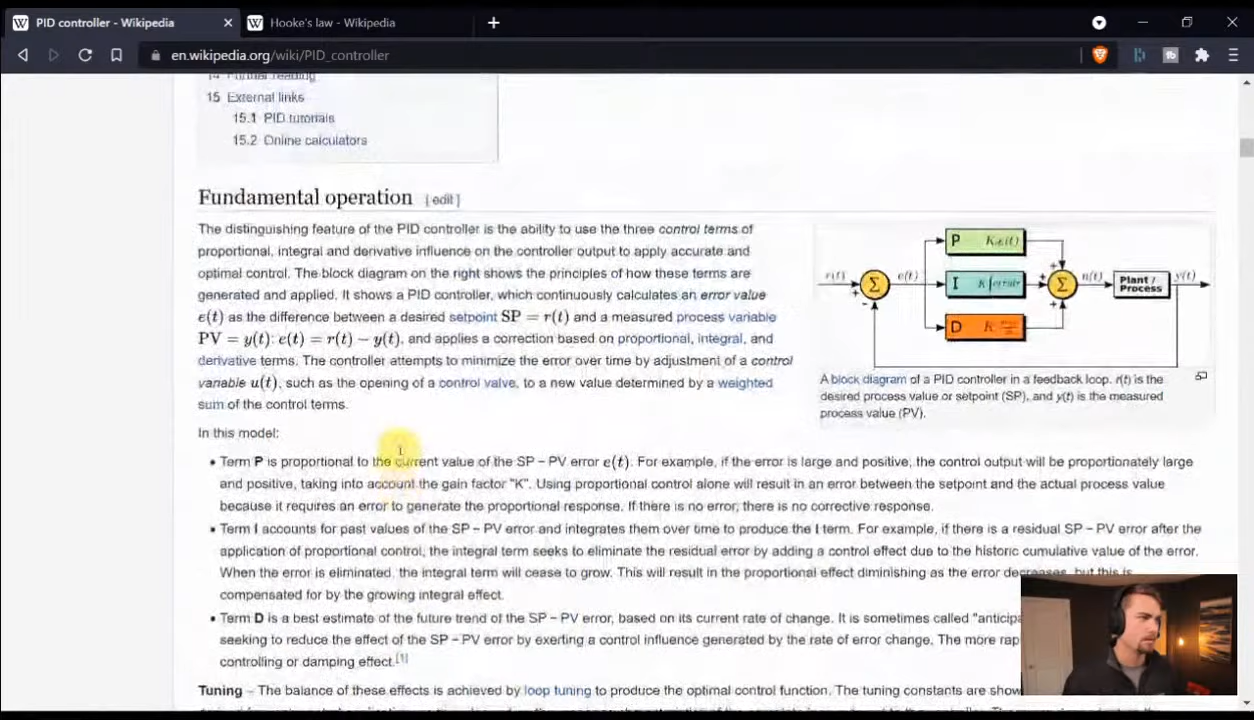 PID controller - Wikipedia
Hooke's law - Wikipedia
en.wikipedia.org/wiki/PID_controller
14 Further reading
15 External links
15.1 PID tutorials
15.2 Online calculators
Fundamental operation [ edit ]
The distinguishing feature of the PID controller is the ability to use the three control terms of
proportional, integral and derivative influence on the controller output to apply accurate and
optimal control. The block diagram on the right shows the principles of how these terms are
generated and applied. It shows a PID controller, which continuously calculates an error value
e(t) as the difference between a desired setpoint SP = r(t) and a measured process variable
PV = y(t): e(t) = r(t) − y(t), and applies a correction based on proportional, integral, and
derivative terms. The controller attempts to minimize the error over time by adjustment of a control
variable u(t), such as the opening of a control valve, to a new value determined by a weighted
sum of the control terms.
r(t) + − Σ e(t)
P K e(t)
I
D
+ + + Σ u(t) Plant / Process y(t)
A block diagram of a PID controller in a feedback loop. r(t) is the
desired process value or setpoint (SP), and y(t) is the measured
process value (PV).
In this model:
• Term P is proportional to the current value of the SP − PV error e(t). For example, if the error is large and positive, the control output will be proportionately large
and positive, taking into account the gain factor "K". Using proportional control alone will result in an error between the setpoint and the actual process value
because it requires an error to generate the proportional response. If there is no error, there is no corrective response.
• Term I accounts for past values of the SP − PV error and integrates them over time to produce the I term. For example, if there is a residual SP − PV error after the
application of proportional control, the integral term seeks to eliminate the residual error by adding a control effect due to the historic cumulative value of the error.
When the error is eliminated, the integral term will cease to grow. This will result in the proportional effect diminishing as the error decreases, but this is
compensated for by the growing integral effect.
• Term D is a best estimate of the future trend of the SP − PV error, based on its current rate of change. It is sometimes called "anticipa
seeking to reduce the effect of the SP − PV error by exerting a control influence generated by the rate of error change. The more rap
controlling or damping effect.[1]
Tuning – The balance of these effects is achieved by loop tuning to produce the optimal control function. The tuning constants are show